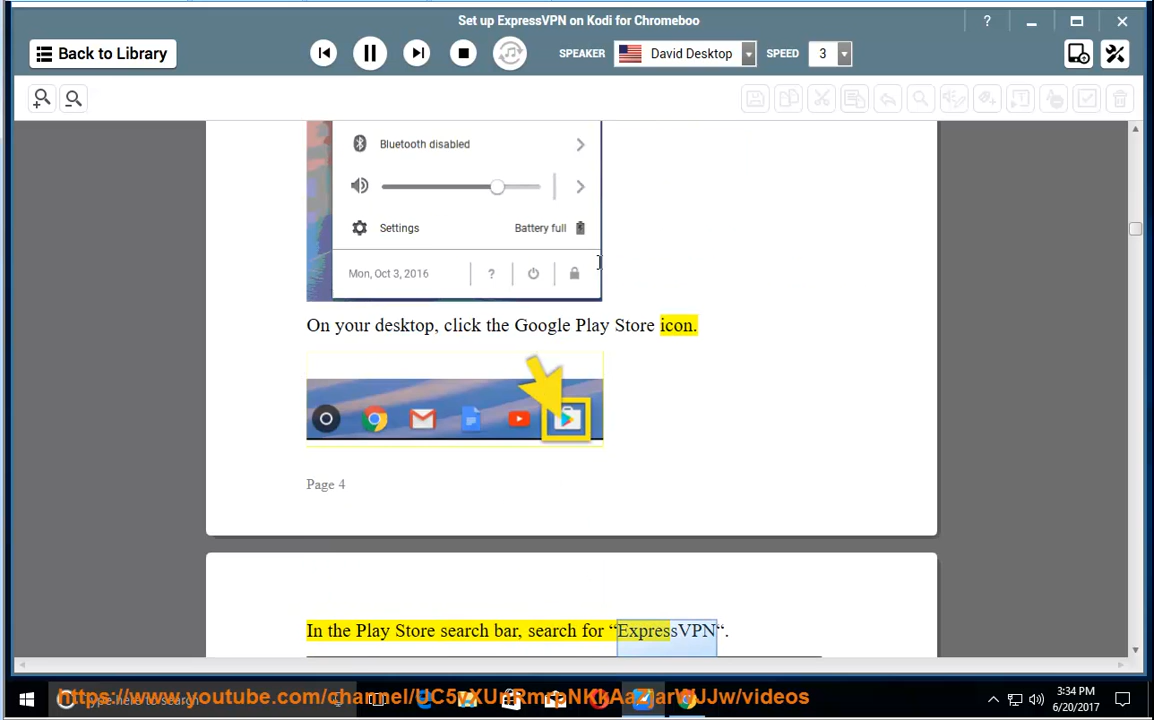 Set up ExpressVPN on Kodi for Chromeboo
?
Back to Library
SPEAKER
David Desktop
SPEED
3
Bluetooth disabled
Settings
Battery full
Mon, Oct 3, 2016
?
On your desktop, click the Google Play Store icon.
Page 4
In the Play Store search bar, search for “ExpressVPN“.
3:34 PM
6/20/2017